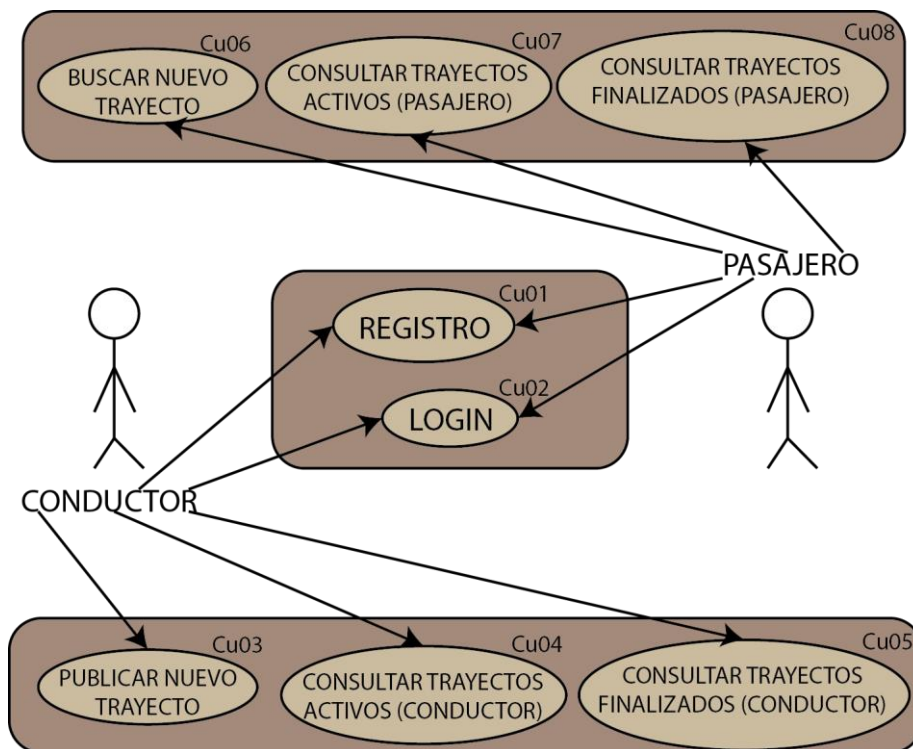 Cu06
BUSCAR NUEVO
TRAYECTO
Cu07
CONSULTAR TRAYECTOS
ACTIVOS (PASAJERO)
Cu08
CONSULTAR TRAYECTOS
FINALIZADOS (PASAJERO)
PASAJERO
Cu01
REGISTRO
Cu02
LOGIN
CONDUCTOR
Cu03
PUBLICAR NUEVO
TRAYECTO
Cu04
CONSULTAR TRAYECTOS
ACTIVOS (CONDUCTOR)
Cu05
CONSULTAR TRAYECTOS
FINALIZADOS (CONDUCTOR)